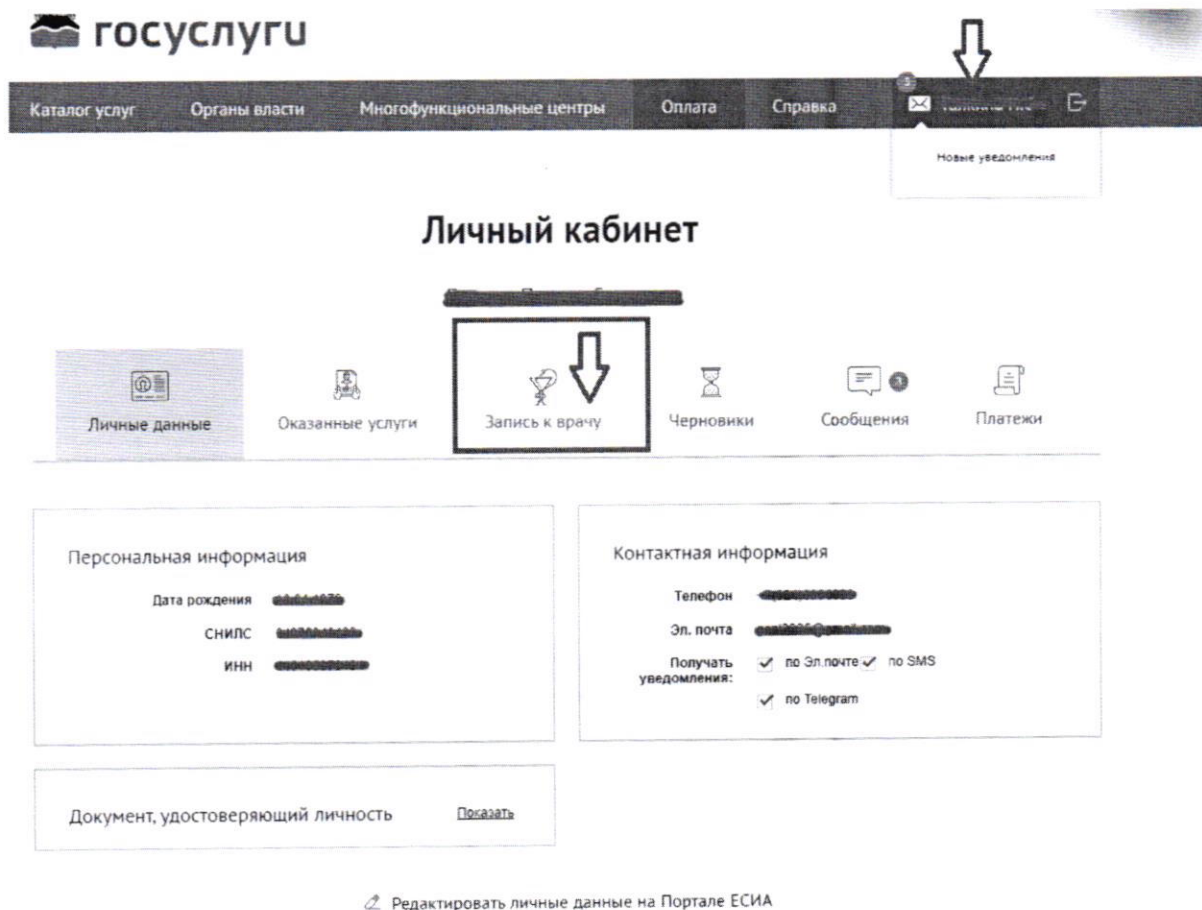 госуслуги
Каталог услуг Органы власти Многофункциональные центры Оплата Справка
Новые уведомления
Личный кабинет
Личные данные Оказанные услуги Запись к врачу Черновики Сообщения 3 Платежи
Персональная информация
Дата рождения
СНИЛС
ИНН
Контактная информация
Телефон
Эл. почта
Получать уведомления: по Эл.почте по SMS
по Telegram
Документ, удостоверяющий личность Показать
Редактировать личные данные на Портале ЕСИА